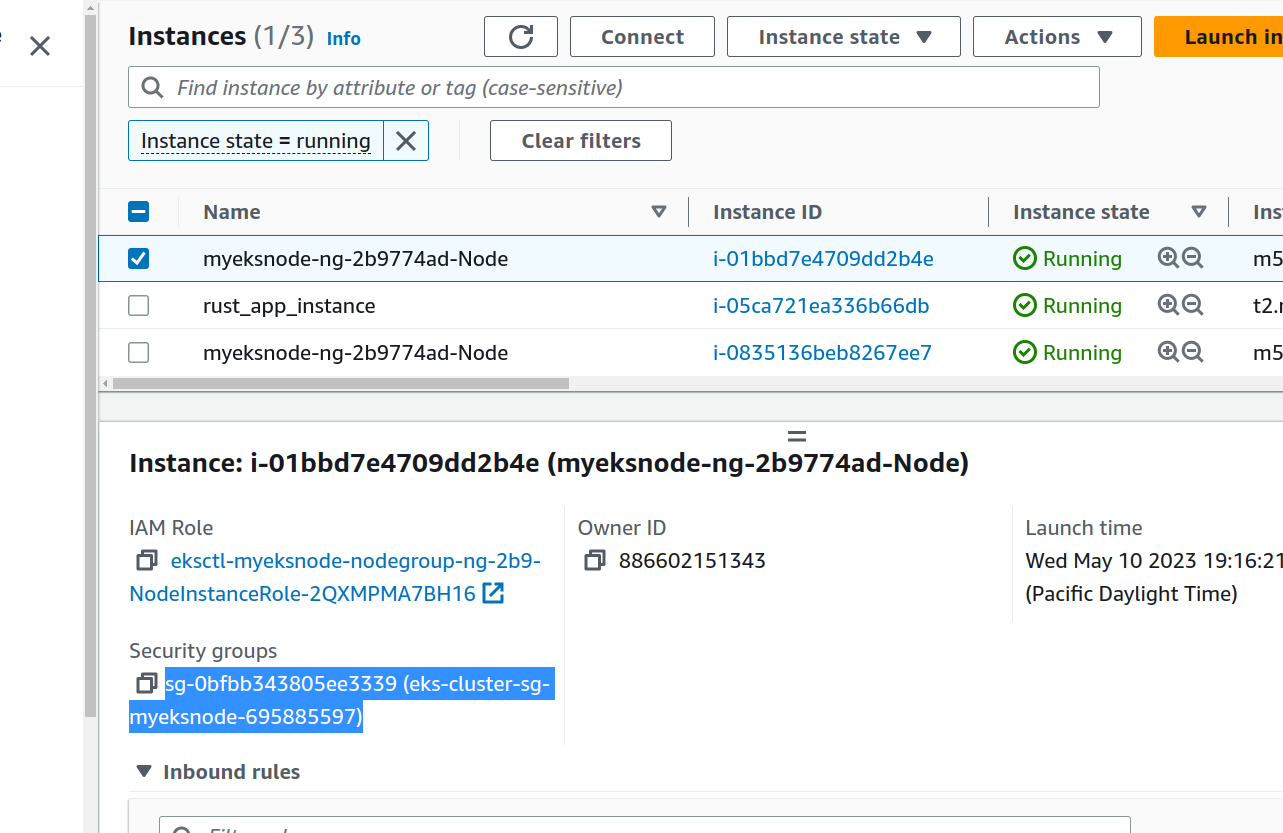 Instances (1/3) Info
Connect
Instance state
Actions
Launch in
Find instance by attribute or tag (case-sensitive)
Instance state = running
Clear filters
Name
Instance ID
Instance state
Ins
myeksnode-ng-2b9774ad-Node
i-01bbd7e4709dd2b4e
Running
m5
rust_app_instance
i-05ca721ea336b66db
Running
t2.
myeksnode-ng-2b9774ad-Node
i-0835136beb8267ee7
Running
m5
Instance: i-01bbd7e4709dd2b4e (myeksnode-ng-2b9774ad-Node)
IAM Role
eksctl-myeksnode-nodegroup-ng-2b9-
NodeInstanceRole-2QXMPMA7BH16
Owner ID
886602151343
Launch time
Wed May 10 2023 19:16:21
(Pacific Daylight Time)
Security groups
sg-0bfbb343805ee3339 (eks-cluster-sg-
myeksnode-695885597)
Inbound rules